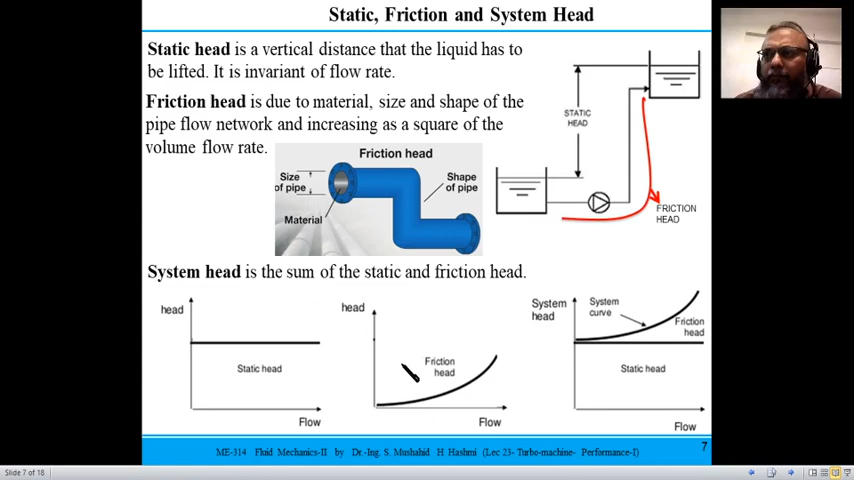 Static, Friction and System Head
Static head is a vertical distance that the liquid has to
be lifted. It is invariant of flow rate.
Friction head is due to material, size and shape of the
pipe flow network and increasing as a square of the
volume flow rate.
Friction head
Size
of pipe
Shape
of pipe
Material
STATIC
HEAD
FRICTION
HEAD
System head is the sum of the static and friction head.
head
Static head
Flow
head
Friction
head
Flow
System
head
System
curve
Friction
head
Static head
Flow
ME-314 Fluid Mechanics-II by Dr.-Ing. S. Mushahid H Hashmi (Lec 23- Turbo-machine- Performance-I)
7
Slide 7 of 18